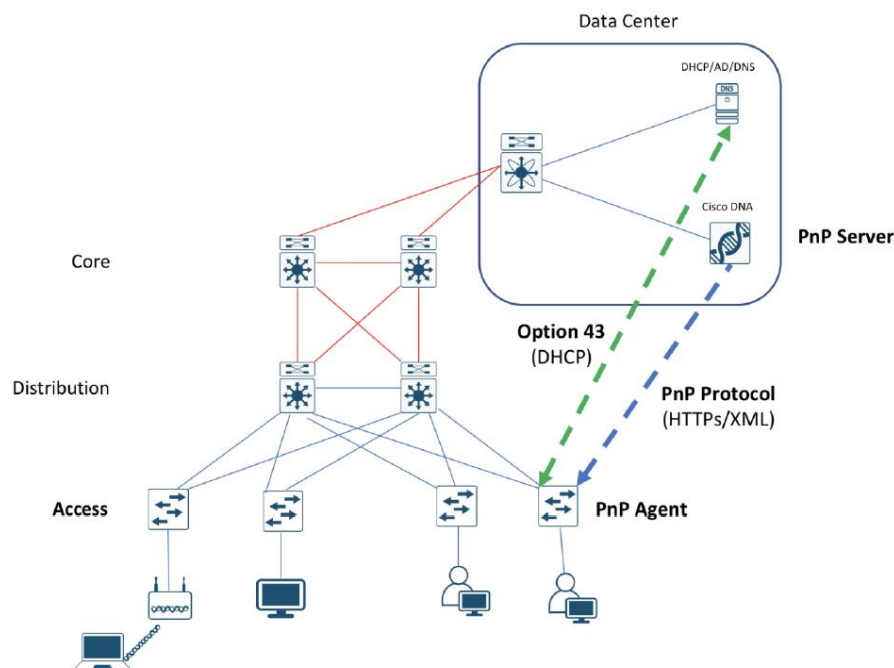 Data Center
DHCP/AD/DNS
DNS
Cisco DNA
PnP Server
Core
Option 43
(DHCP)
Distribution
PnP Protocol
(HTTPs/XML)
Access
PnP Agent